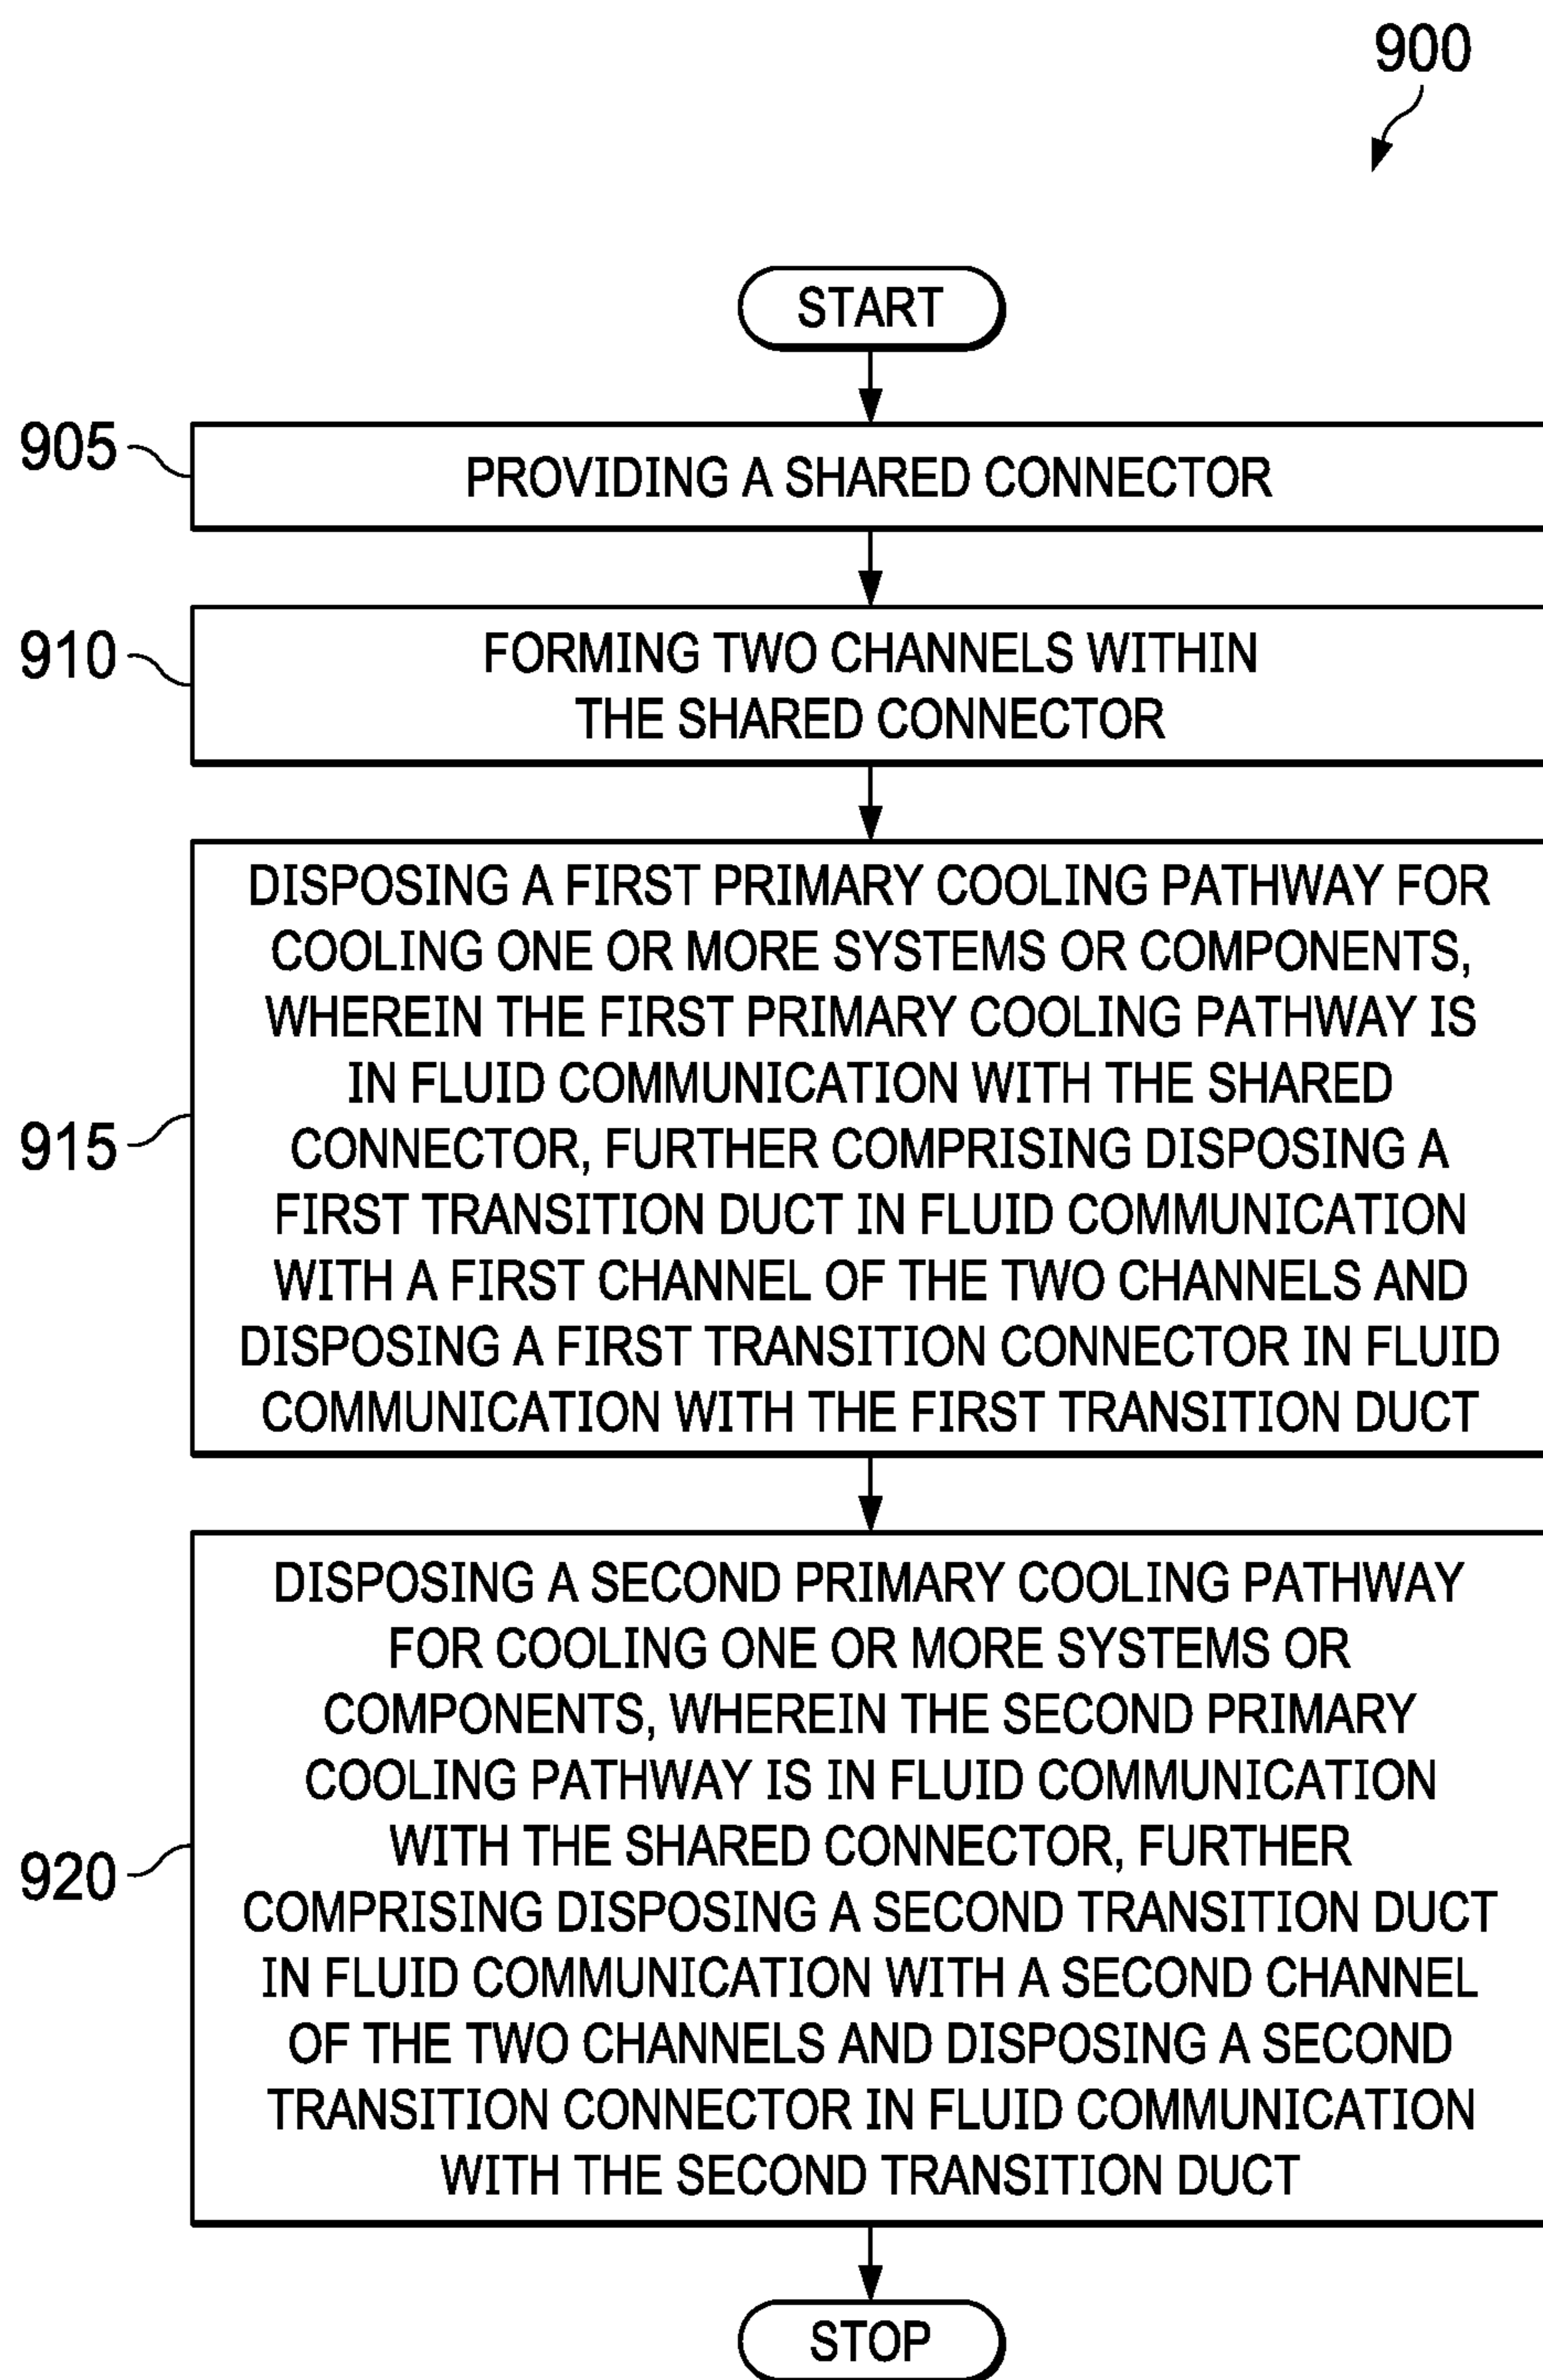 900
START
905
PROVIDING A SHARED CONNECTOR
910
FORMING TWO CHANNELS WITHIN
THE SHARED CONNECTOR
915
DISPOSING A FIRST PRIMARY COOLING PATHWAY FOR
COOLING ONE OR MORE SYSTEMS OR COMPONENTS,
WHEREIN THE FIRST PRIMARY COOLING PATHWAY IS
IN FLUID COMMUNICATION WITH THE SHARED
CONNECTOR, FURTHER COMPRISING DISPOSING A
FIRST TRANSITION DUCT IN FLUID COMMUNICATION
WITH A FIRST CHANNEL OF THE TWO CHANNELS AND
DISPOSING A FIRST TRANSITION CONNECTOR IN FLUID
COMMUNICATION WITH THE FIRST TRANSITION DUCT
920
DISPOSING A SECOND PRIMARY COOLING PATHWAY
FOR COOLING ONE OR MORE SYSTEMS OR
COMPONENTS, WHEREIN THE SECOND PRIMARY
COOLING PATHWAY IS IN FLUID COMMUNICATION
WITH THE SHARED CONNECTOR, FURTHER
COMPRISING DISPOSING A SECOND TRANSITION DUCT
IN FLUID COMMUNICATION WITH A SECOND CHANNEL
OF THE TWO CHANNELS AND DISPOSING A SECOND
TRANSITION CONNECTOR IN FLUID COMMUNICATION
WITH THE SECOND TRANSITION DUCT
STOP